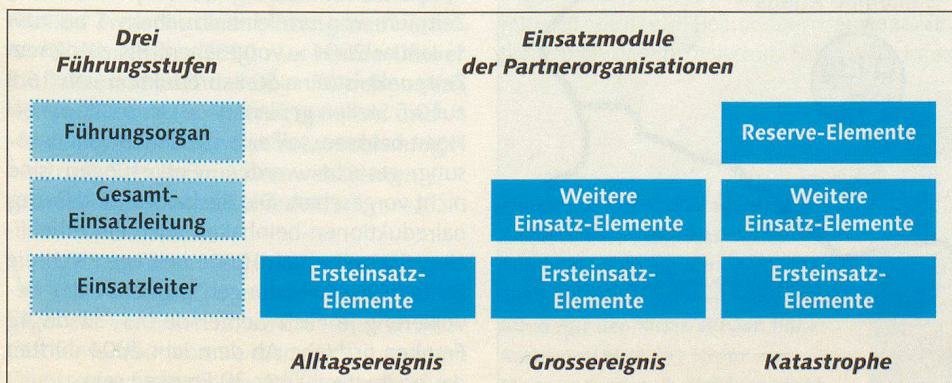 Drei
Führungsstufen
Einsatzmodule
der Partnerorganisationen
Führungsorgan
Reserve-Elemente
Gesamt-
Einsatzleitung
Weitere
Einsatz-Elemente
Weitere
Einsatz-Elemente
Einsatzleiter
Ersteinsatz-
Elemente
Ersteinsatz-
Elemente
Ersteinsatz-
Elemente
Alltagsereignis
Grossereignis
Katastrophe